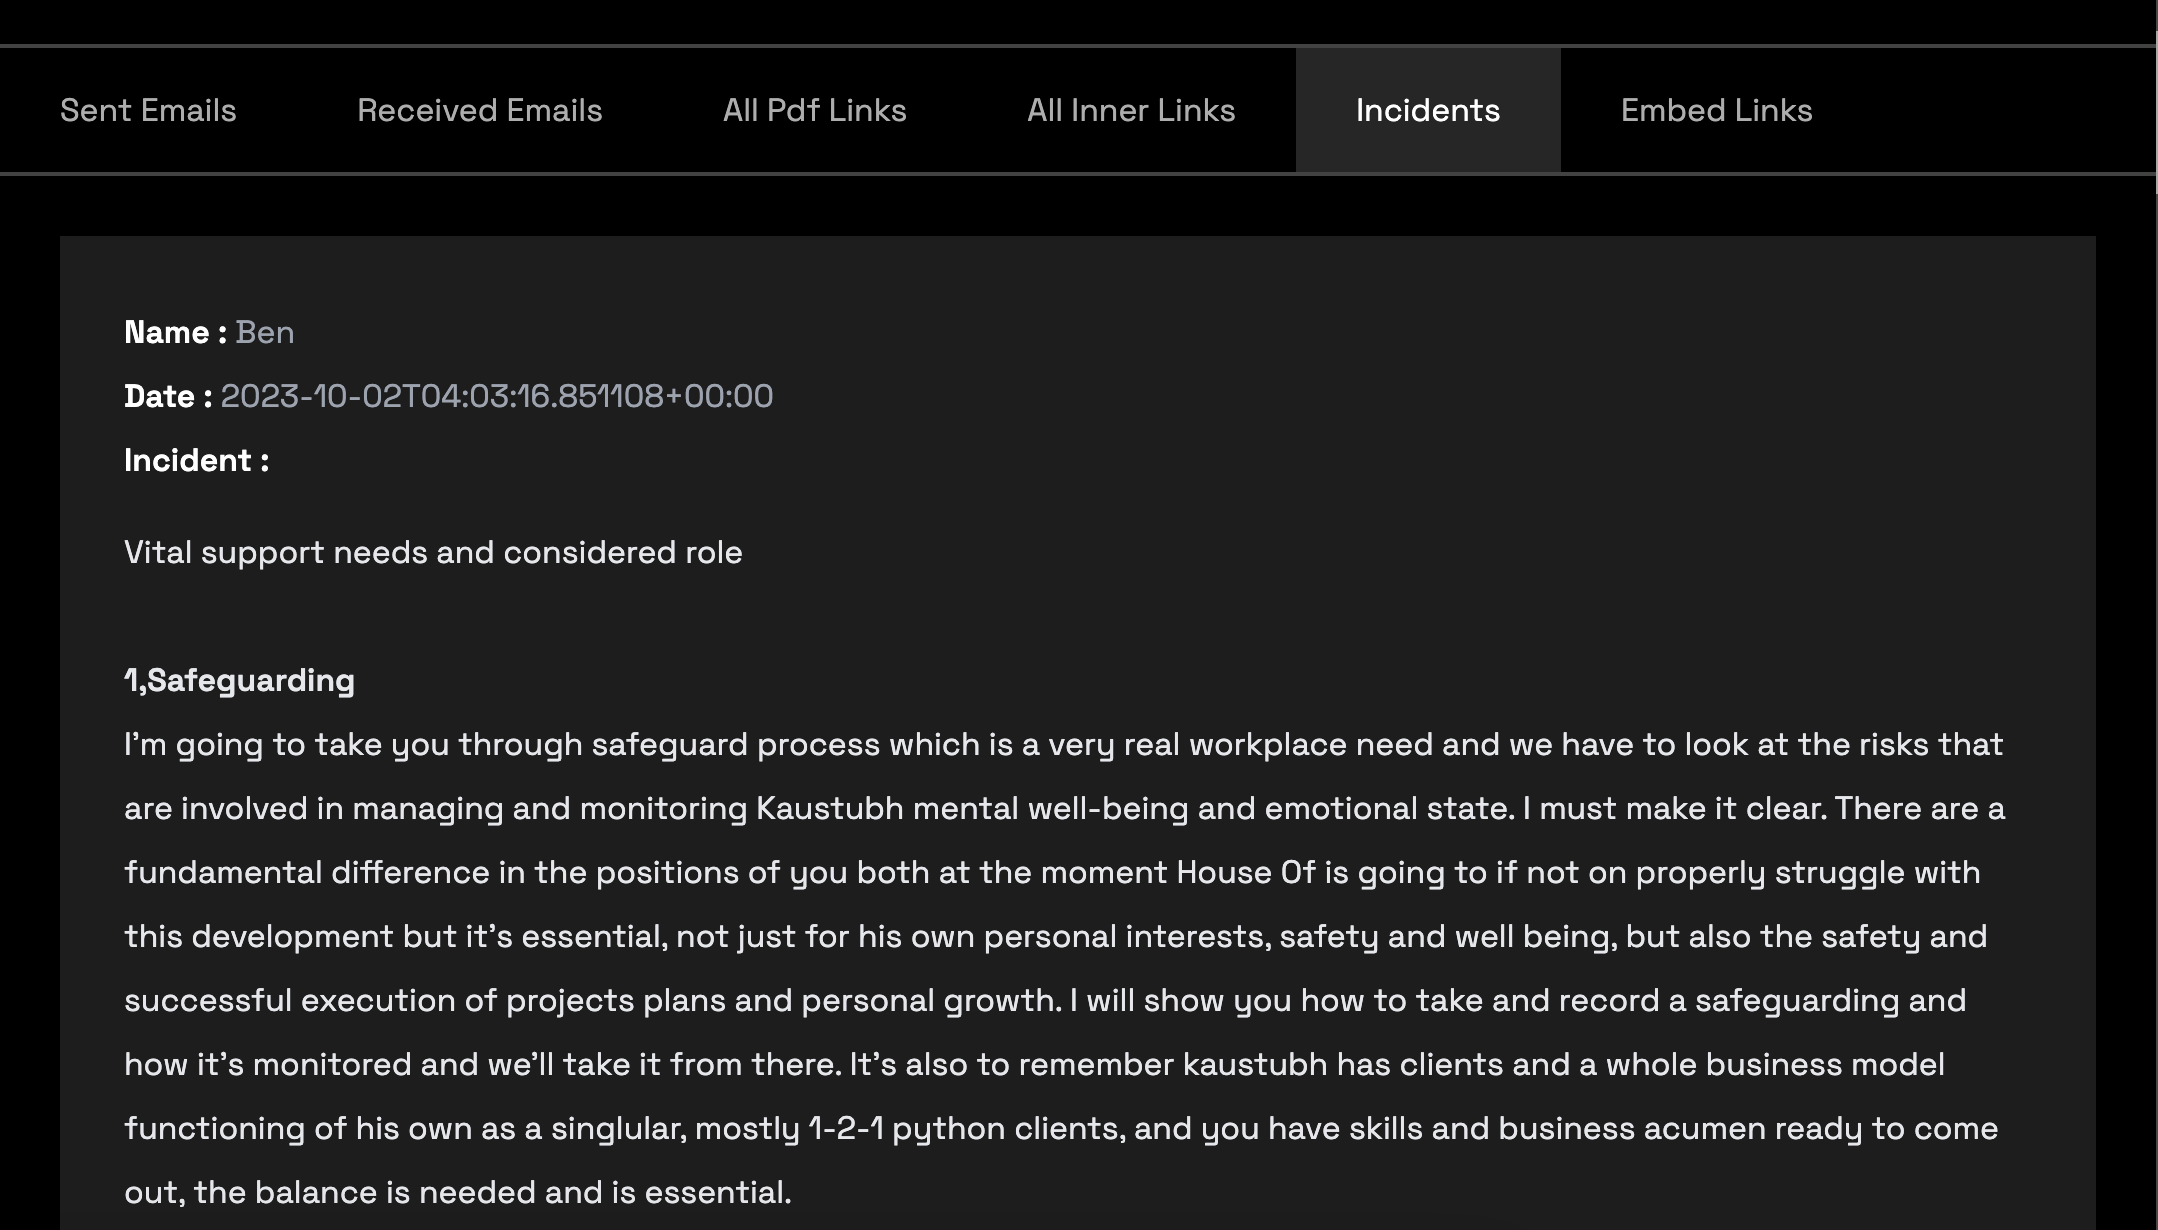 Sent Emails Received Emails All Pdf Links All Inner Links Incidents Embed Links
Name : Ben
Date : 2023-10-02T04:03:16.851108+00:00
Incident :
Vital support needs and considered role
1,Safeguarding
I'm going to take you through safeguard process which is a very real workplace need and we have to look at the risks that
are involved in managing and monitoring Kaustubh mental well-being and emotional state. I must make it clear. There are a
fundamental difference in the positions of you both at the moment House Of is going to if not on properly struggle with
this development but it's essential, not just for his own personal interests, safety and well being, but also the safety and
successful execution of projects plans and personal growth. I will show you how to take and record a safeguarding and
how it's monitored and we'll take it from there. It's also to remember kaustubh has clients and a whole business model
functioning of his own as a singlular, mostly 1-2-1 python clients, and you have skills and business acumen ready to come
out, the balance is needed and is essential.